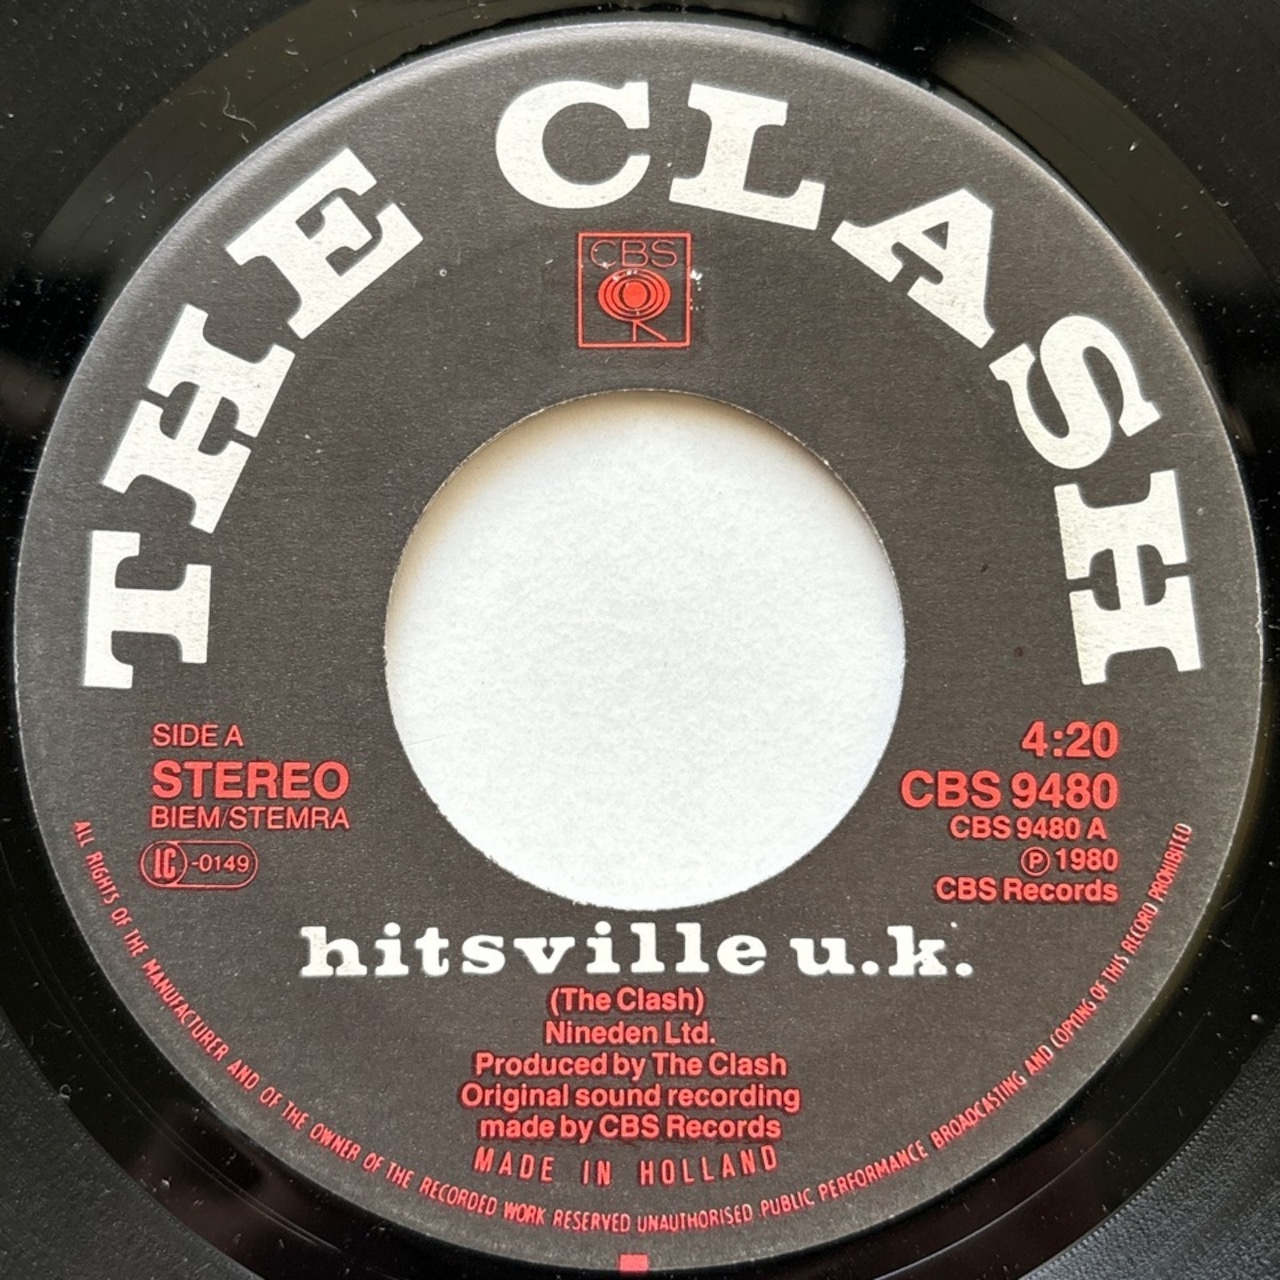 THE CLASH
CBS
SIDE A
STEREO
BIEM/STEMRA
LC-0149
4:20
CBS 9480
CBS 9480 A
℗ 1980
CBS Records
hitsville u.k.
(The Clash)
Nineden Ltd.
Produced by The Clash
Original sound recording
made by CBS Records
MADE IN HOLLAND
ALL RIGHTS OF THE MANUFACTURER AND OF THE OWNER OF THE RECORDED WORK RESERVED UNAUTHORISED PUBLIC PERFORMANCE BROADCASTING AND COPYING OF THIS RECORD PROHIBITED